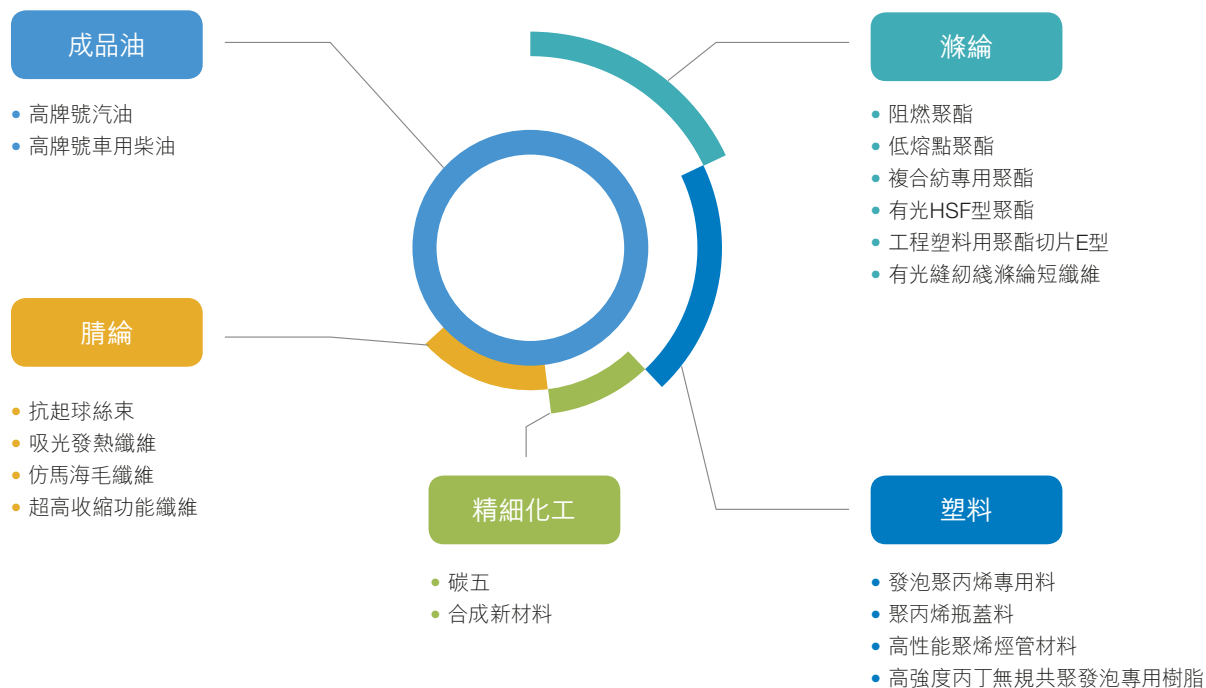 成品油
高牌號汽油
高牌號車用柴油
滌綸
阻燃聚酯
低熔點聚酯
複合紡專用聚酯
有光HSF型聚酯
工程塑料用聚酯切片E型
有光縫紉綫滌綸短纖維
腈綸
抗起球絲束
吸光發熱纖維
仿馬海毛纖維
超高收縮功能纖維
精細化工
碳五
合成新材料
塑料
發泡聚丙烯專用料
聚丙烯瓶蓋料
高性能聚烯烴管材料
高強度丙丁無規共聚發泡專用樹脂